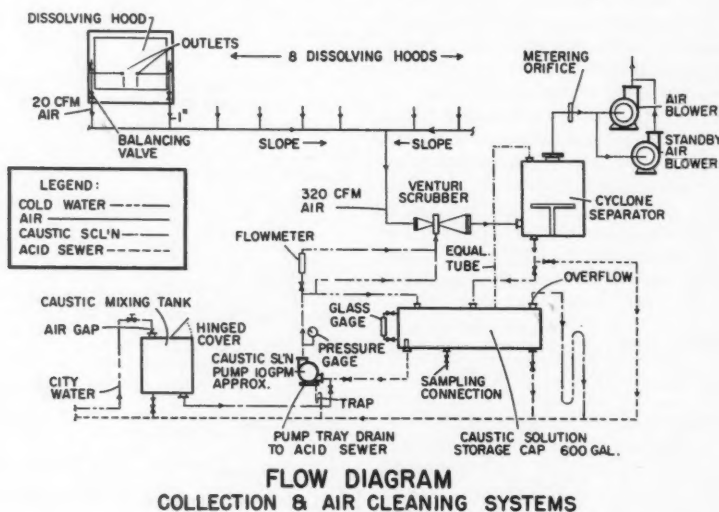 DISSOLVING HOOD
OUTLETS
8 DISSOLVING HOODS
METERING
ORIFICE
20 CFM
AIR
1"
AIR
BLOWER
BALANCING
VALVE
SLOPE
SLOPE
STANDBY
AIR
BLOWER
LEGEND:
COLD WATER
AIR
CAUSTIC SCL'N
ACID SEWER
320 CFM
AIR
VENTURI
SCRUBBER
CYCLONE
SEPARATOR
FLOWMETER
EQUAL.
TUBE
OVERFLOW
CAUSTIC MIXING TANK
AIR GAP
HINGED
COVER
GLASS
GAGE
PRESSURE
GAGE
CAUSTIC SL'N
PUMP 10GPM
APPROX.
CITY
WATER
SAMPLING
CONNECTION
TRAP
PUMP TRAY DRAIN
TO ACID SEWER
CAUSTIC SOLUTION
STORAGE CAP 600 GAL.
FLOW DIAGRAM
COLLECTION & AIR CLEANING SYSTEMS